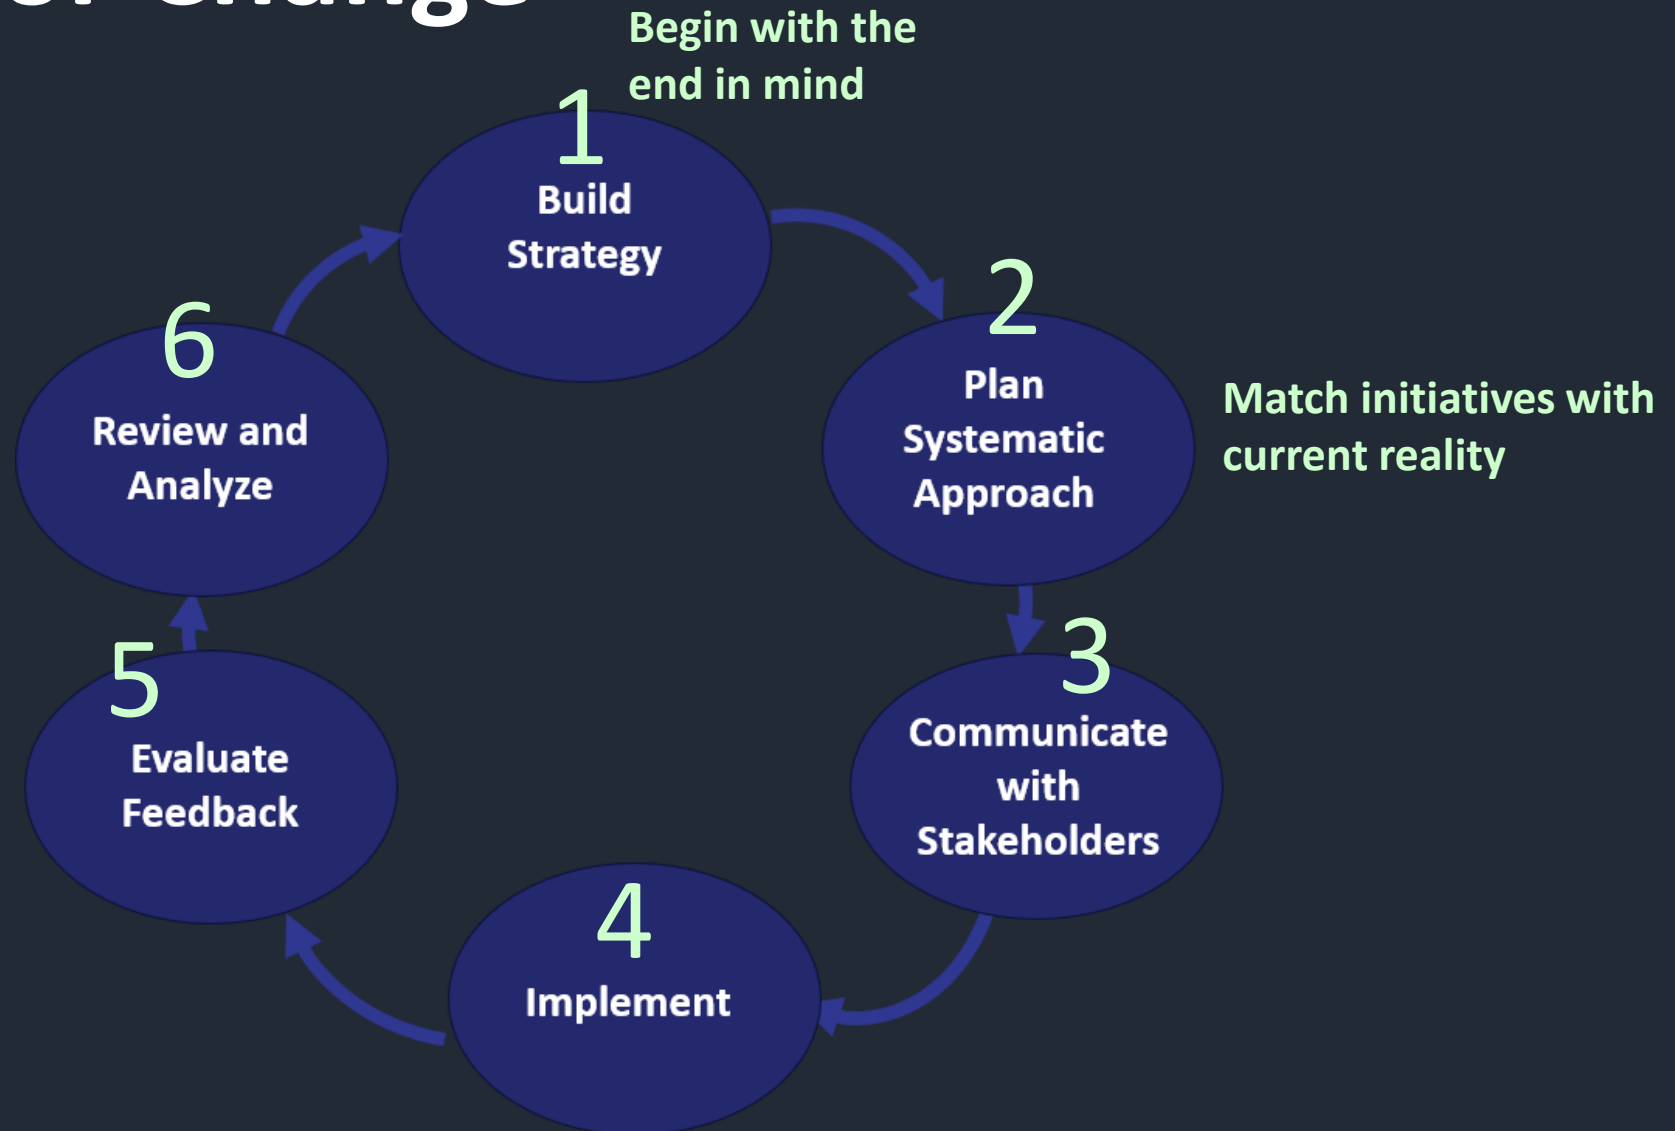 Change
Begin with the
end in mind
1
Build
Strategy
2
Plan
Systematic
Approach
Match initiatives with
current reality
3
Communicate
with
Stakeholders
4
Implement
5
Evaluate
Feedback
6
Review and
Analyze